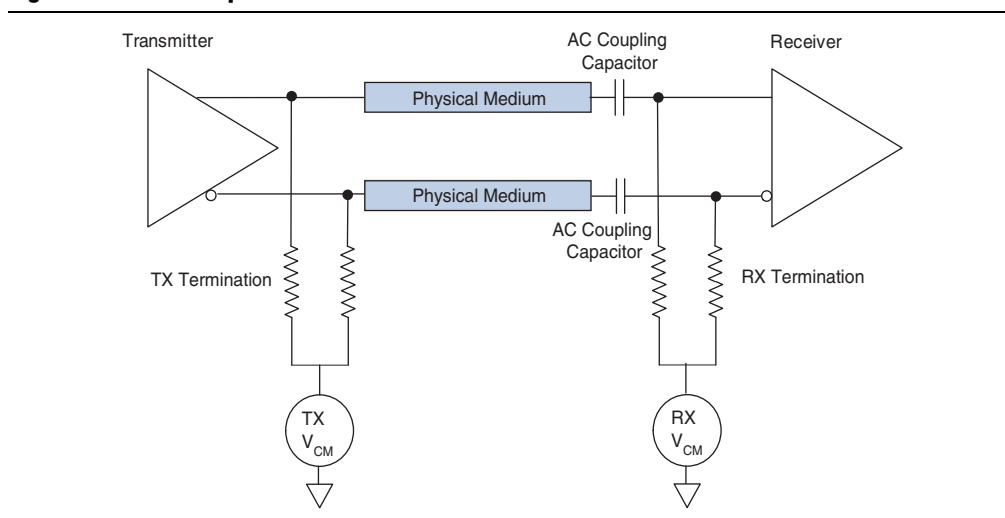 Transmitter
AC Coupling
Capacitor
Receiver
Physical Medium
Physical Medium
AC Coupling
Capacitor
TX Termination
RX Termination
TX
VCM
RX
VCM